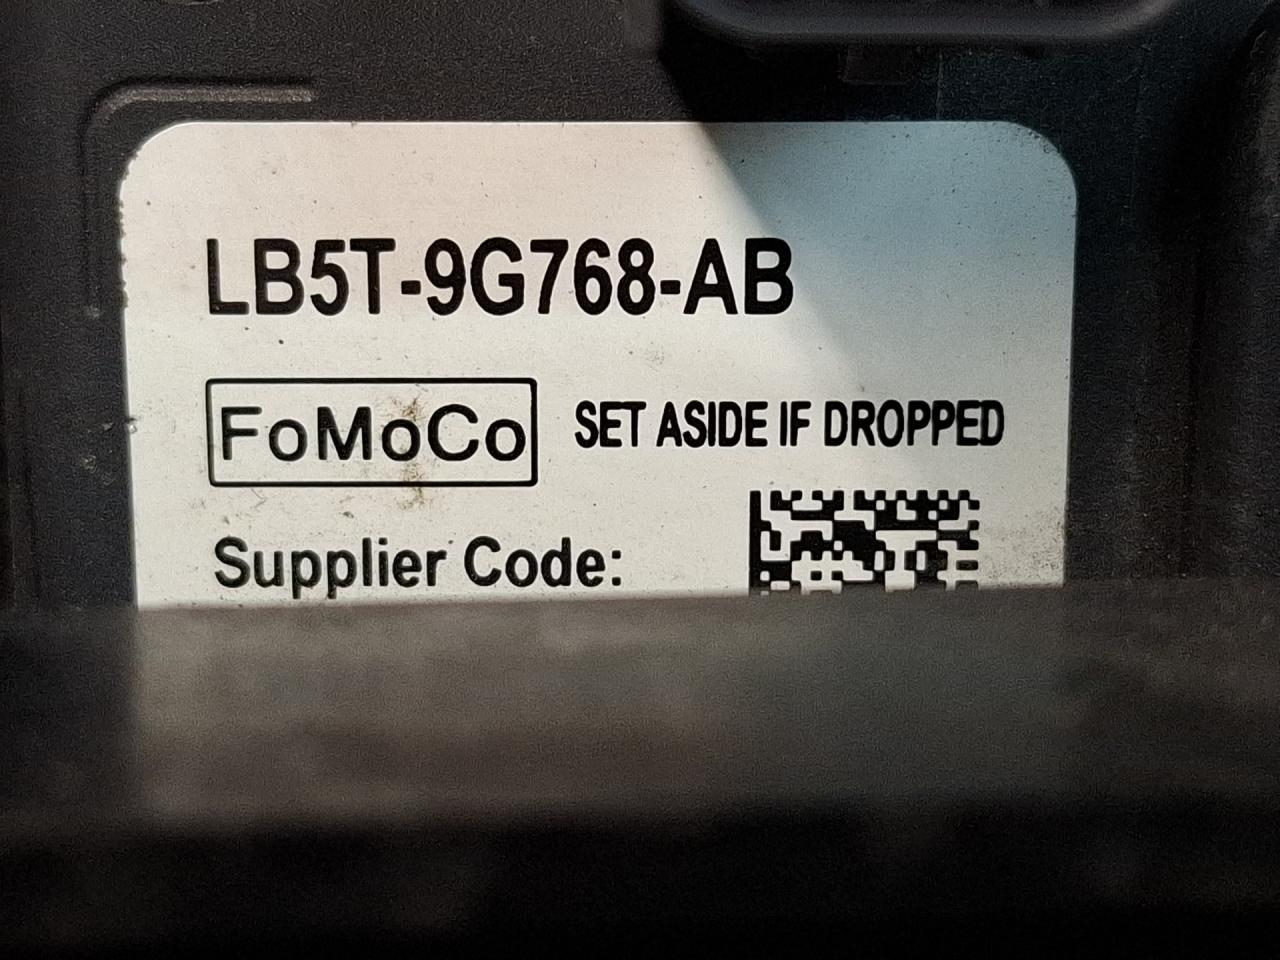 LB5T-9G768-AB
FoMoCo SET ASIDE IF DROPPED
Supplier Code: